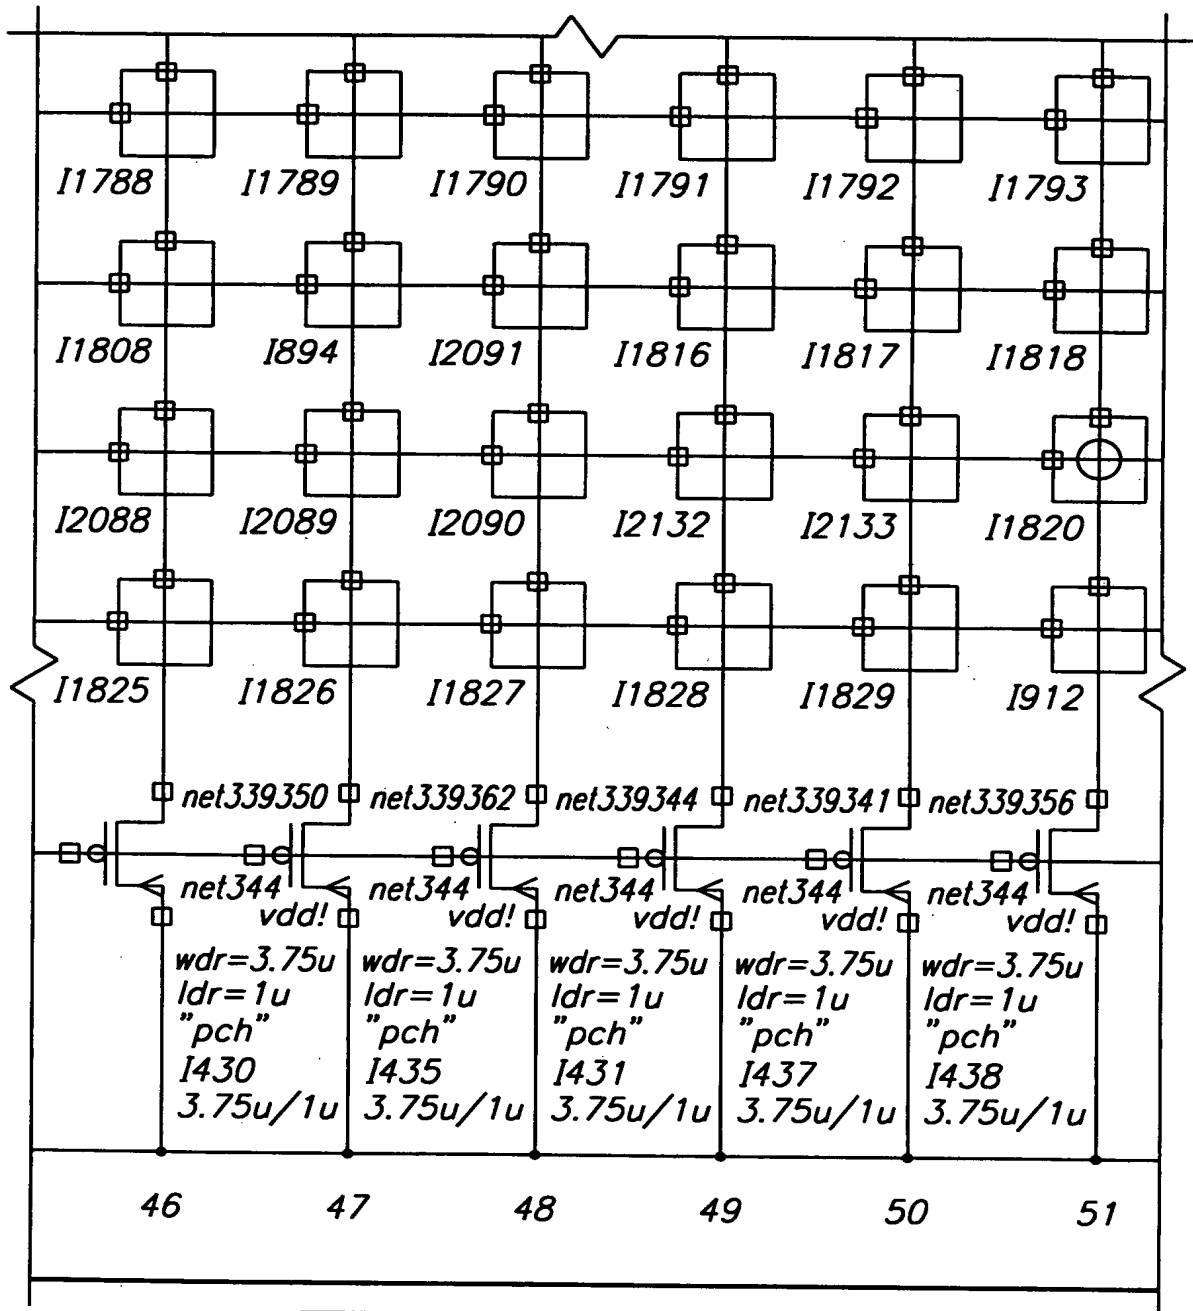 I1788 I1789 I1790 I1791 I1792 I1793
I1808 I894 I2091 I1816 I1817 I1818
I2088 I2089 I2090 I2132 I2133 I1820
I1825 I1826 I1827 I1828 I1829 I912
net339350 net339362 net339344 net339341 net339356
net344 net344 net344 net344 net344
vdd! vdd! vdd! vdd! vdd!
wdr=3.75u wdr=3.75u wdr=3.75u wdr=3.75u wdr=3.75u
ldr=1u ldr=1u ldr=1u ldr=1u ldr=1u
"pch" "pch" "pch" "pch" "pch"
I430 I435 I431 I437 I438
3.75u/1u 3.75u/1u 3.75u/1u 3.75u/1u 3.75u/1u
46 47 48 49 50 51